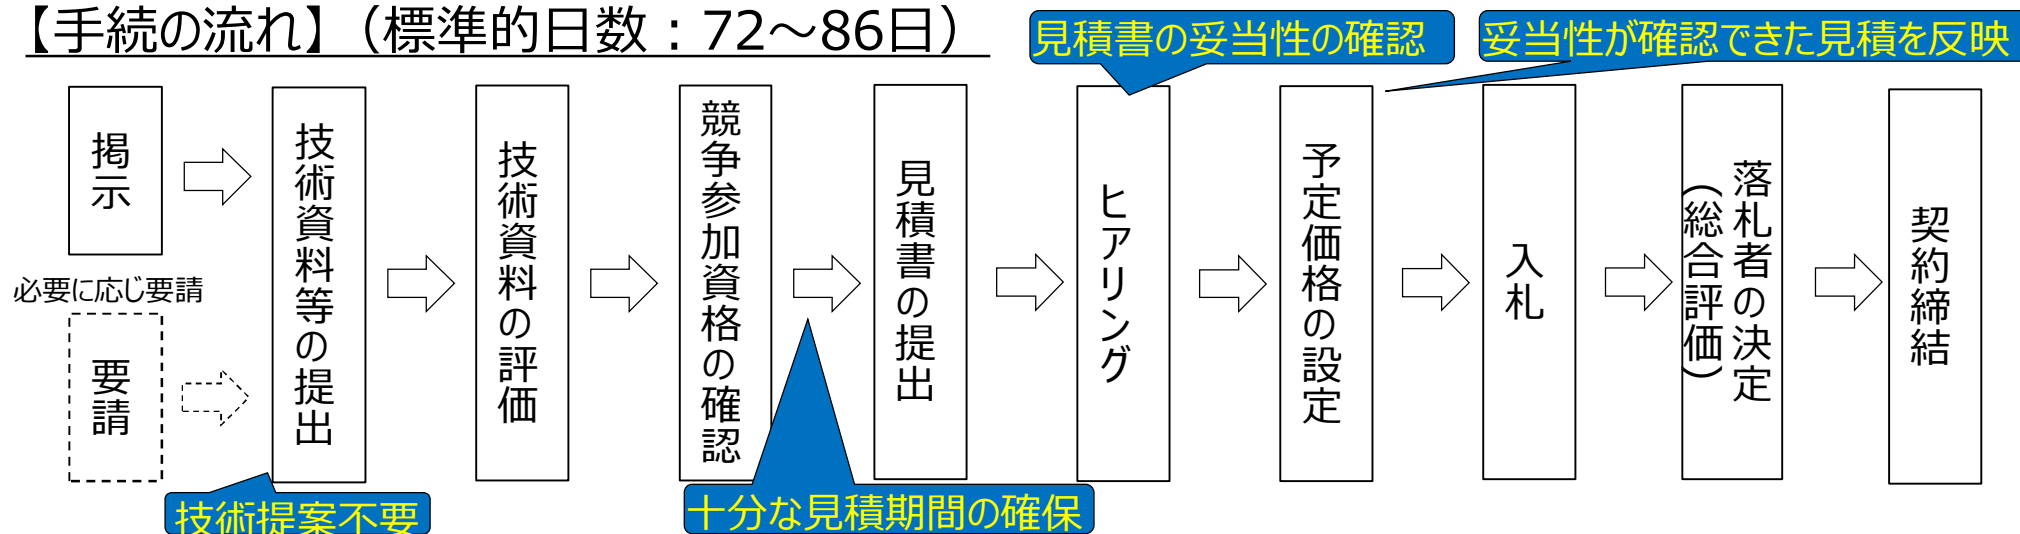 【手続の流れ】（標準的日数：72～86日）
見積書の妥当性の確認
妥当性が確認できた見積を反映
掲示
必要に応じ要請
要請
技術資料等の提出
技術提案不要
技術資料の評価
競争参加資格の確認
十分な見積期間の確保
見積書の提出
ヒアリング
予定価格の設定
入札
落札者の決定
（総合評価）
契約締結